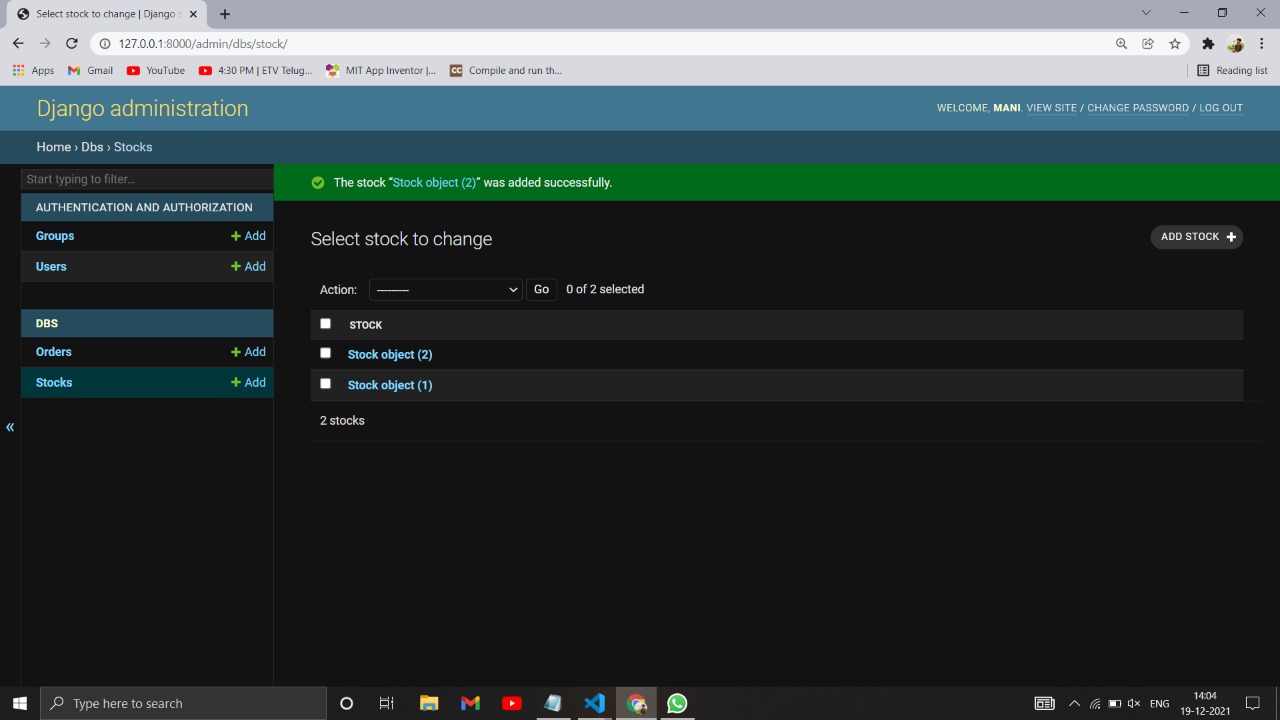 Select stock to change | Django s
127.0.0.1:8000/admin/dbs/stock/
Apps Gmail YouTube 4:30 PM | ETV Telug... MIT App Inventor |... Compile and run th... Reading list
Django administration
WELCOME, MANI. VIEW SITE / CHANGE PASSWORD / LOG OUT
Home › Dbs › Stocks
Start typing to filter...
AUTHENTICATION AND AUTHORIZATION
Groups + Add
Users + Add
DBS
Orders + Add
Stocks + Add
«
The stock “Stock object (2)” was added successfully.
Select stock to change
ADD STOCK +
Action: --------- Go 0 of 2 selected
STOCK
Stock object (2)
Stock object (1)
2 stocks
Type here to search
ENG
14:04
19-12-2021